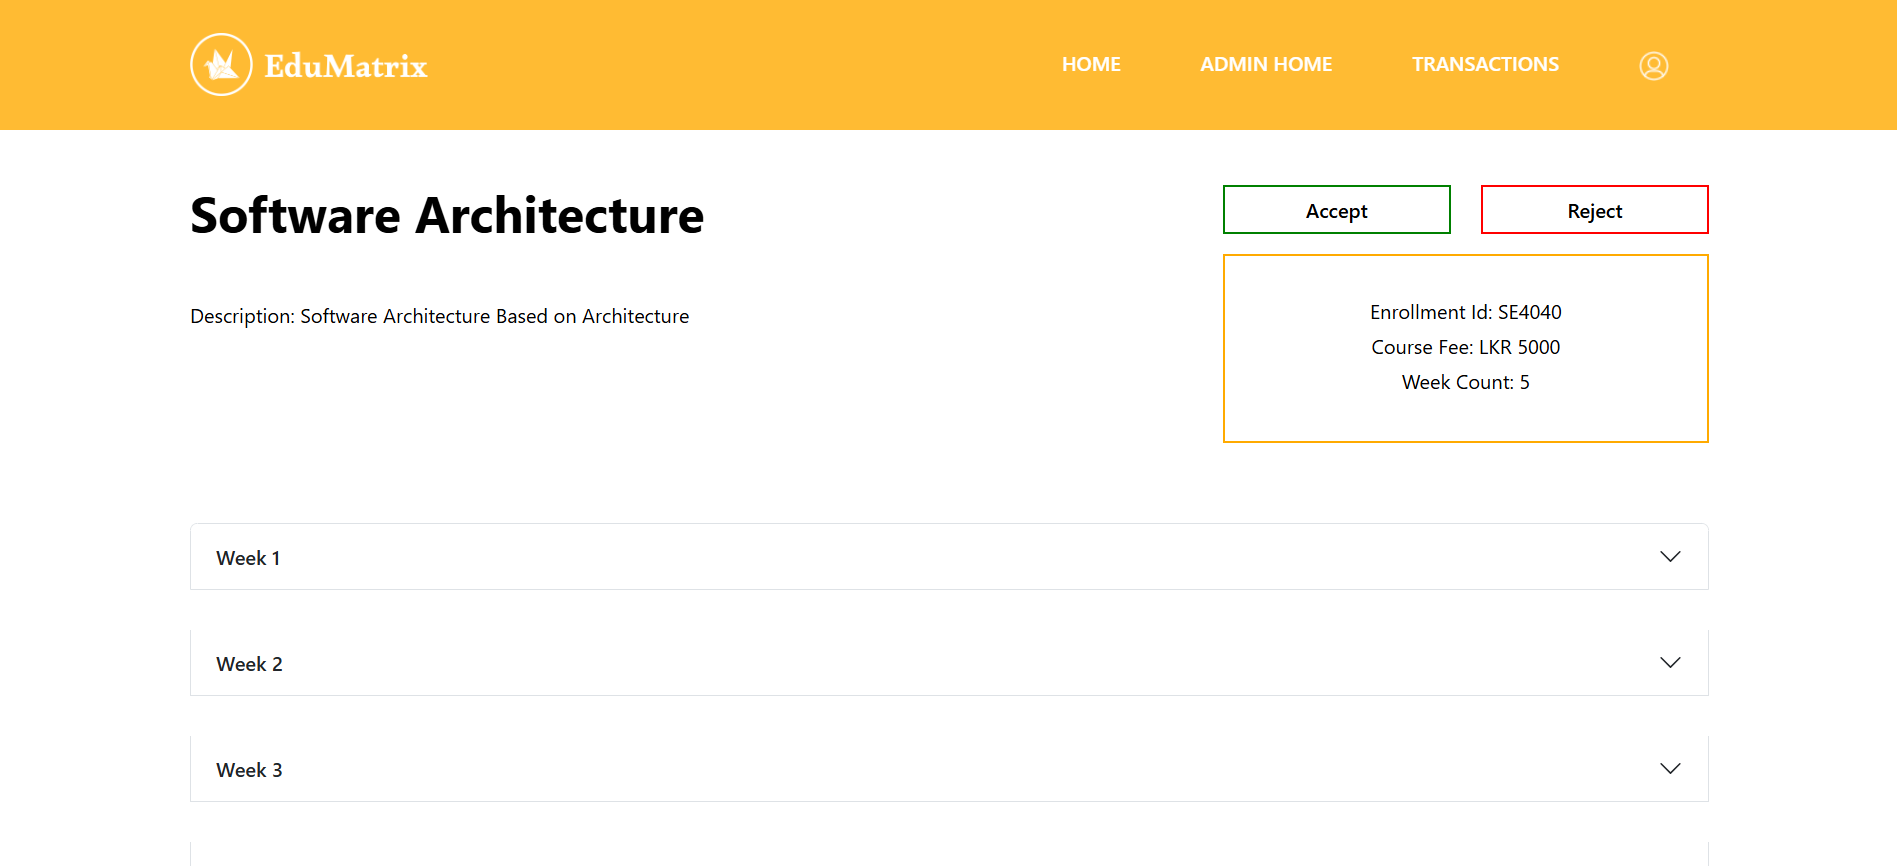 EduMatrix
HOME
ADMIN HOME
TRANSACTIONS
Software Architecture
Accept
Reject
Description: Software Architecture Based on Architecture
Enrollment Id: SE4040
Course Fee: LKR 5000
Week Count: 5
Week 1
Week 2
Week 3